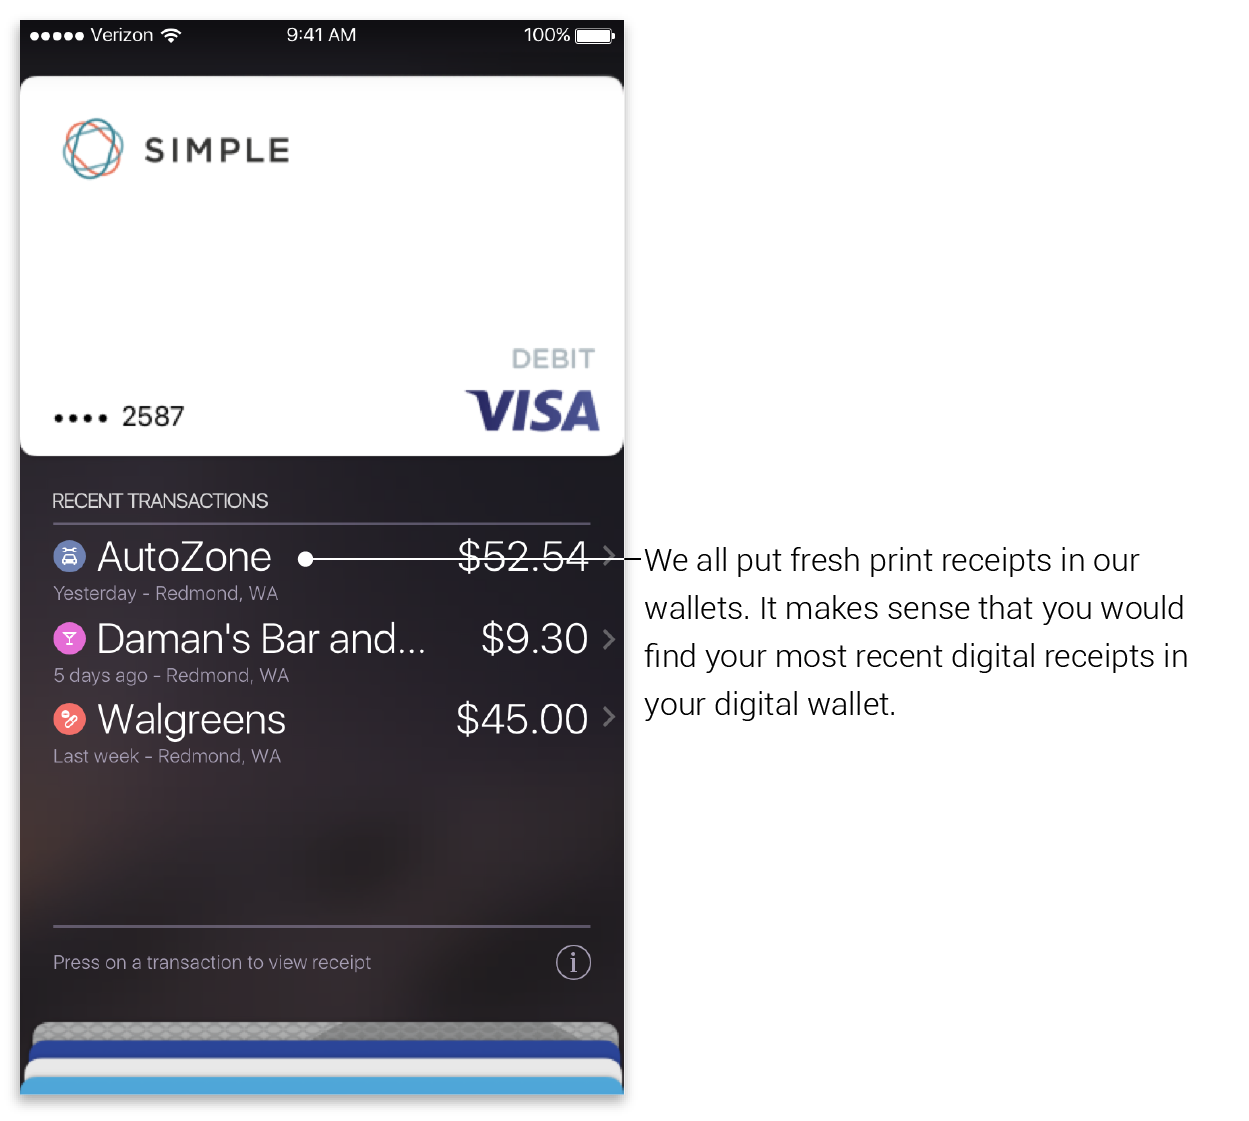 ●●●●● Verizon 9:41 AM 100%
SIMPLE
DEBIT
VISA
•••• 2587
RECENT TRANSACTIONS
AutoZone $52.54
Yesterday - Redmond, WA
Daman's Bar and... $9.30
5 days ago - Redmond, WA
Walgreens $45.00
Last week - Redmond, WA
Press on a transaction to view receipt i
We all put fresh print receipts in our
wallets. It makes sense that you would
find your most recent digital receipts in
your digital wallet.